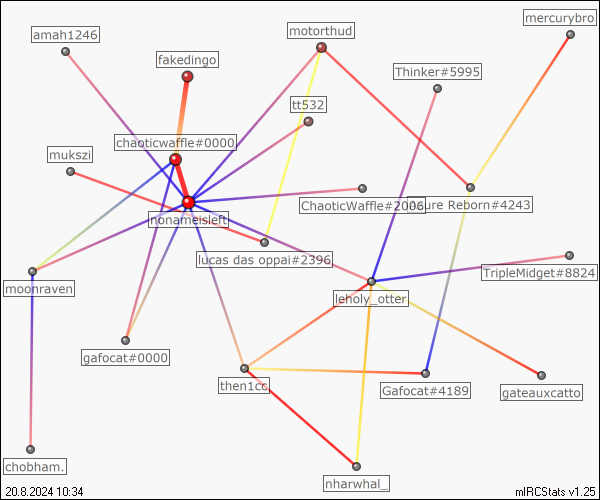 mercurybro
amah1246
motorthud
fakedingo
Thinker#5995
tt532
chaoticwaffle#0000
mukszi
ChaoticWaffle#2006
ure Reborn#4243
nonameisleft
lucas das oppai#2396
TripleMidget#8824
moonraven
leholy_otter
gafocat#0000
then1cc
Gafocat#4189
gateauxcatto
chobham.
nharwhal_
20.8.2024 10:34
mIRCStats v1.25